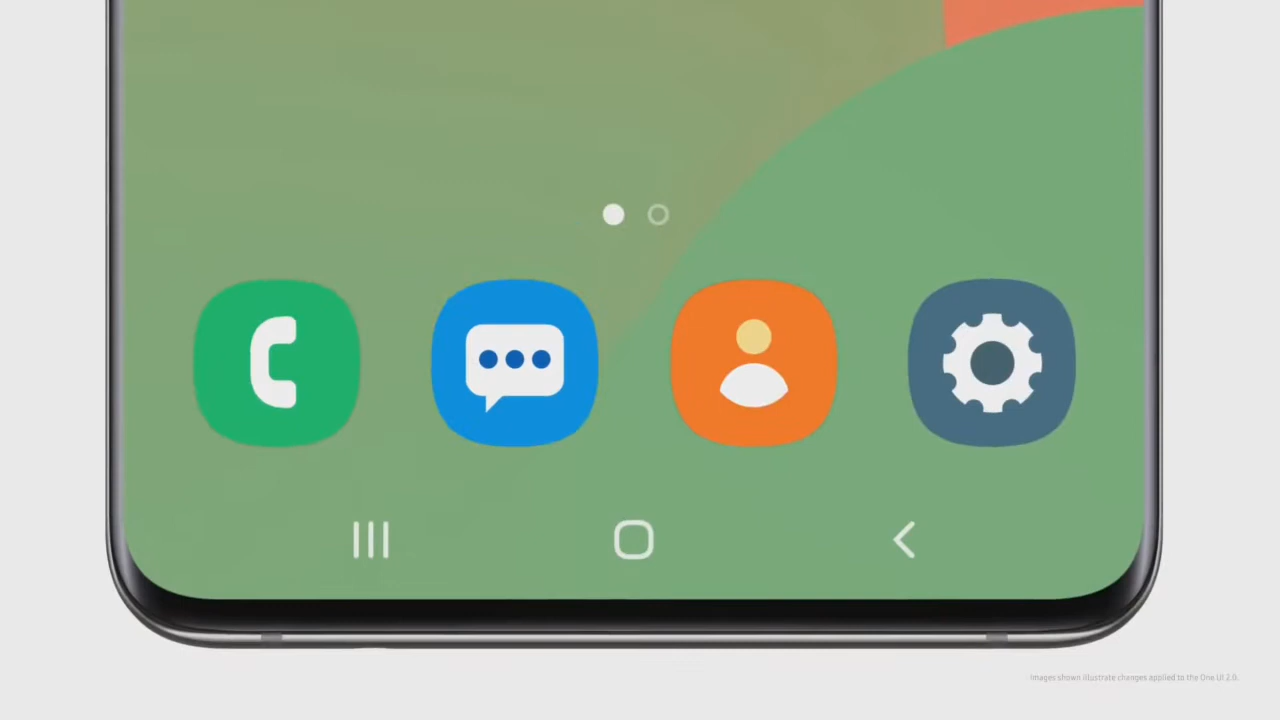 Images shown illustrate changes applied to the One UI 2.0.